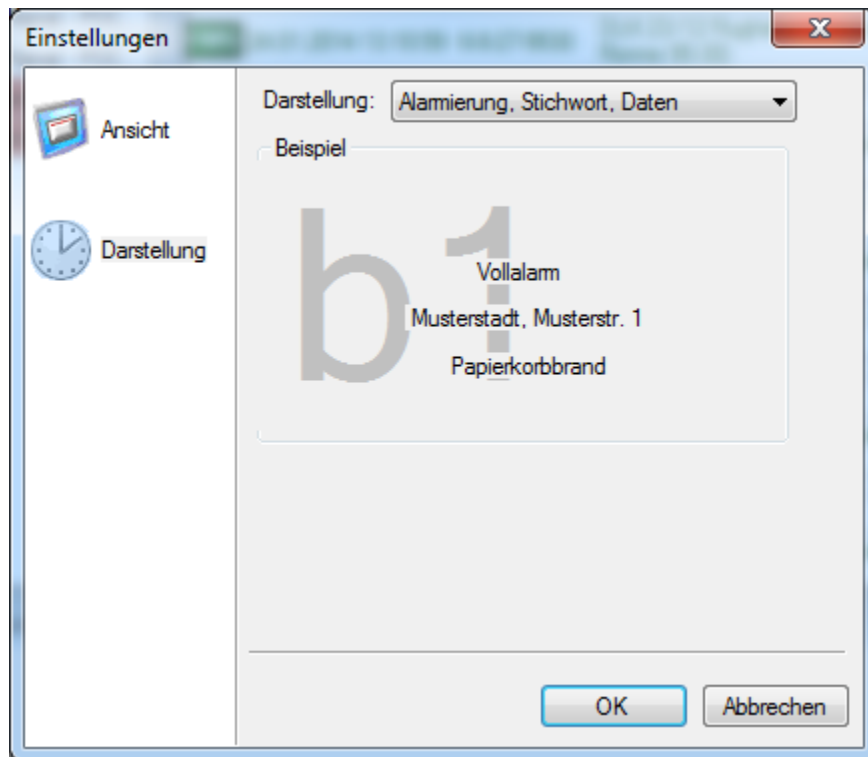 Einstellungen
Ansicht
Darstellung
Darstellung: Alarmierung, Stichwort, Daten
Beispiel
b1
Vollalarm
Musterstadt, Musterstr. 1
Papierkorbbrand
OK
Abbrechen